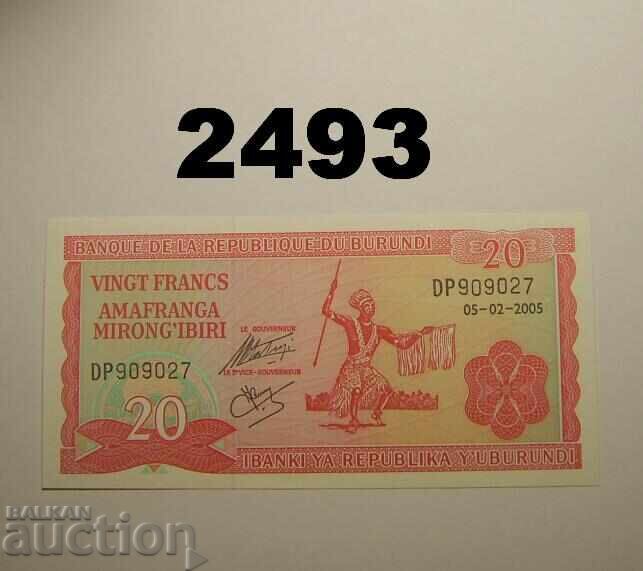 2493
BANQUE DE LA REPUBLIQUE DU BURUNDI
20
VINGT FRANCS
AMAFRANGA
MIRONG'IBIRI
DP909027
05-02-2005
LE GOUVERNEUR
LE 2e VICE-GOUVERNEUR
DP909027
20
IBANKI YA REPUBLIKA Y'UBURUNDI
BALKAN
auction